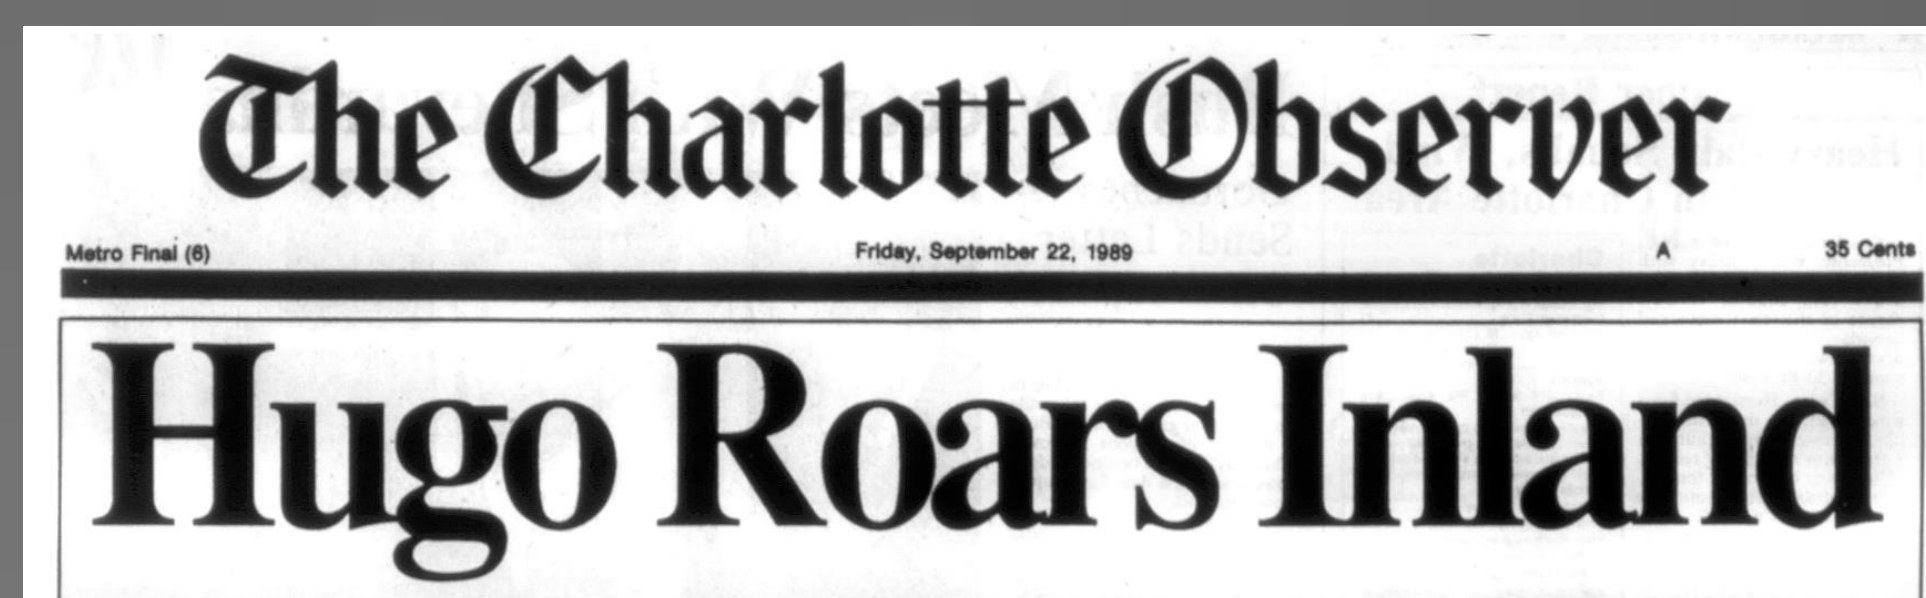 The Charlotte Observer
Metro Final (6) Friday, September 22, 1989 A 35 Cents
Hugo Roars Inland